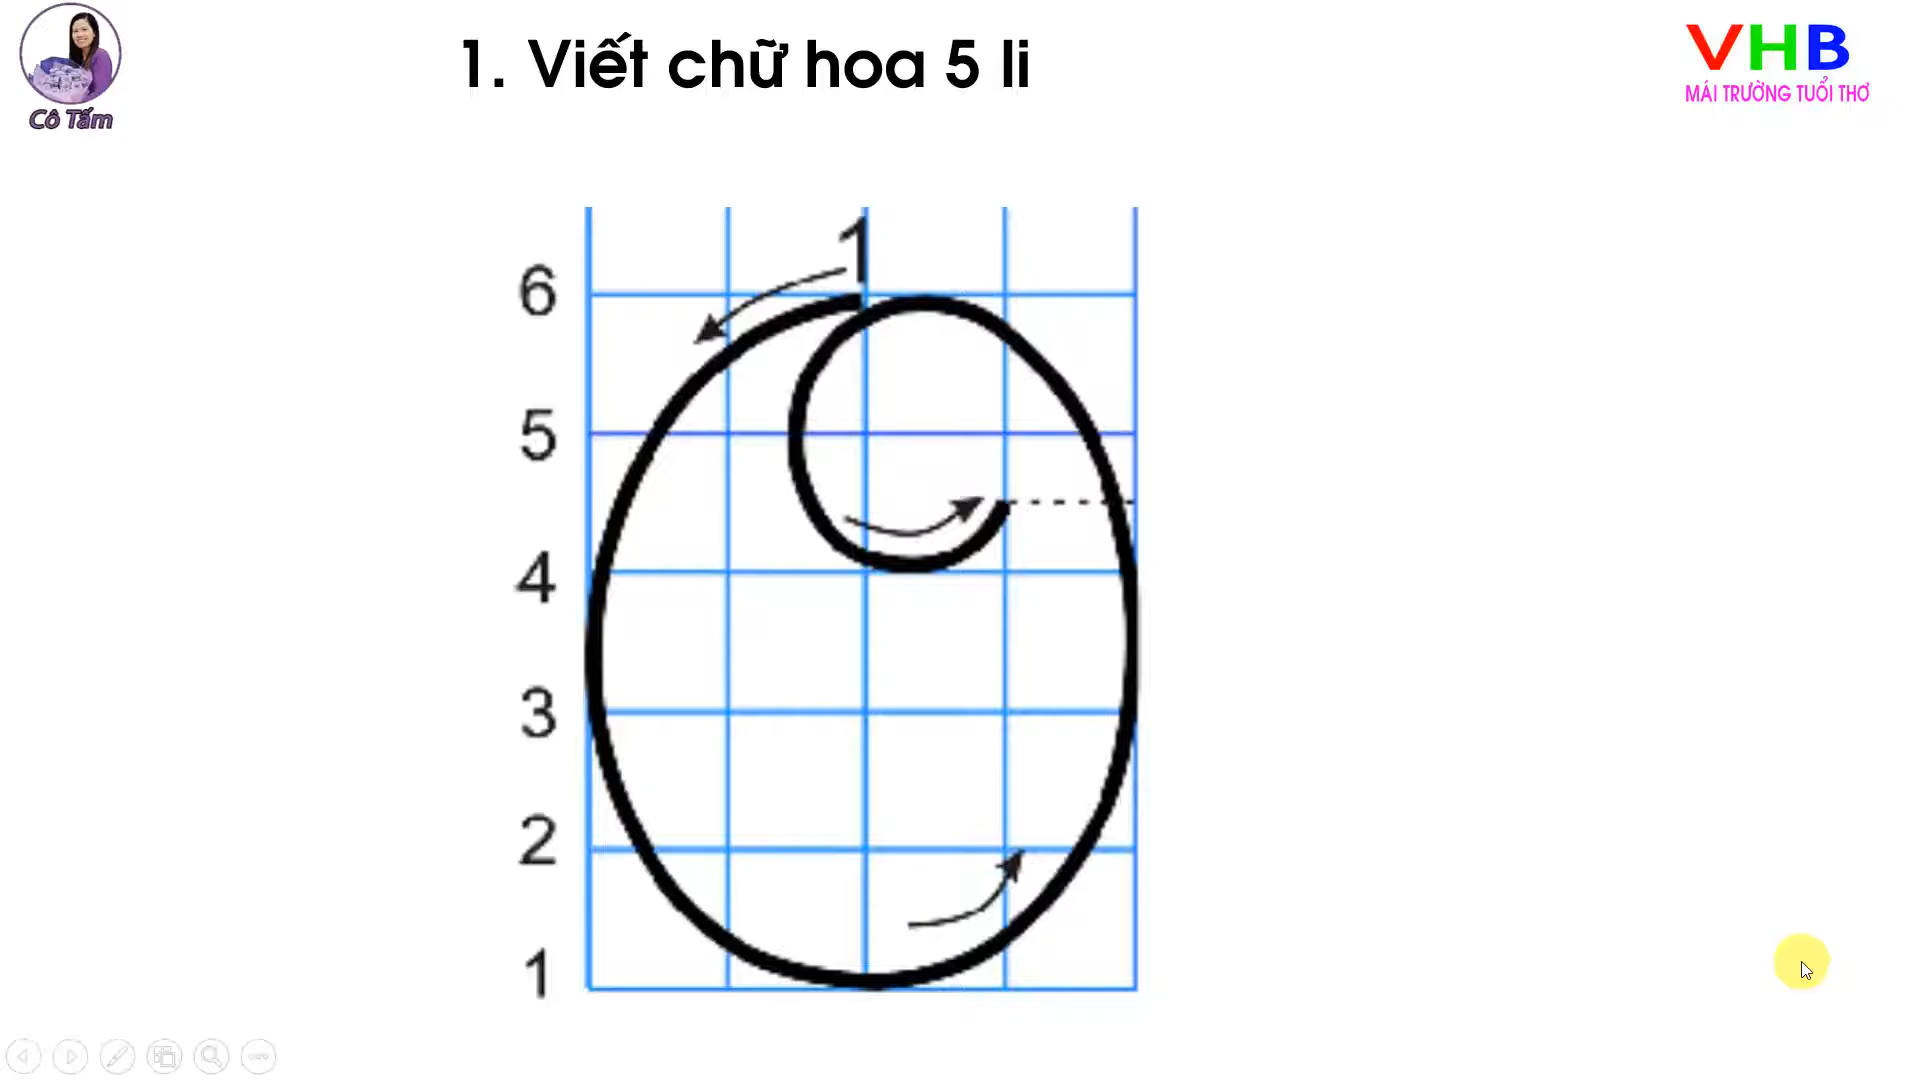 1. Viết chữ hoa 5 li
Cô Tấm
VHB
MÁI TRƯỜNG TUỔI THƠ
1
6
5
4
3
2
1